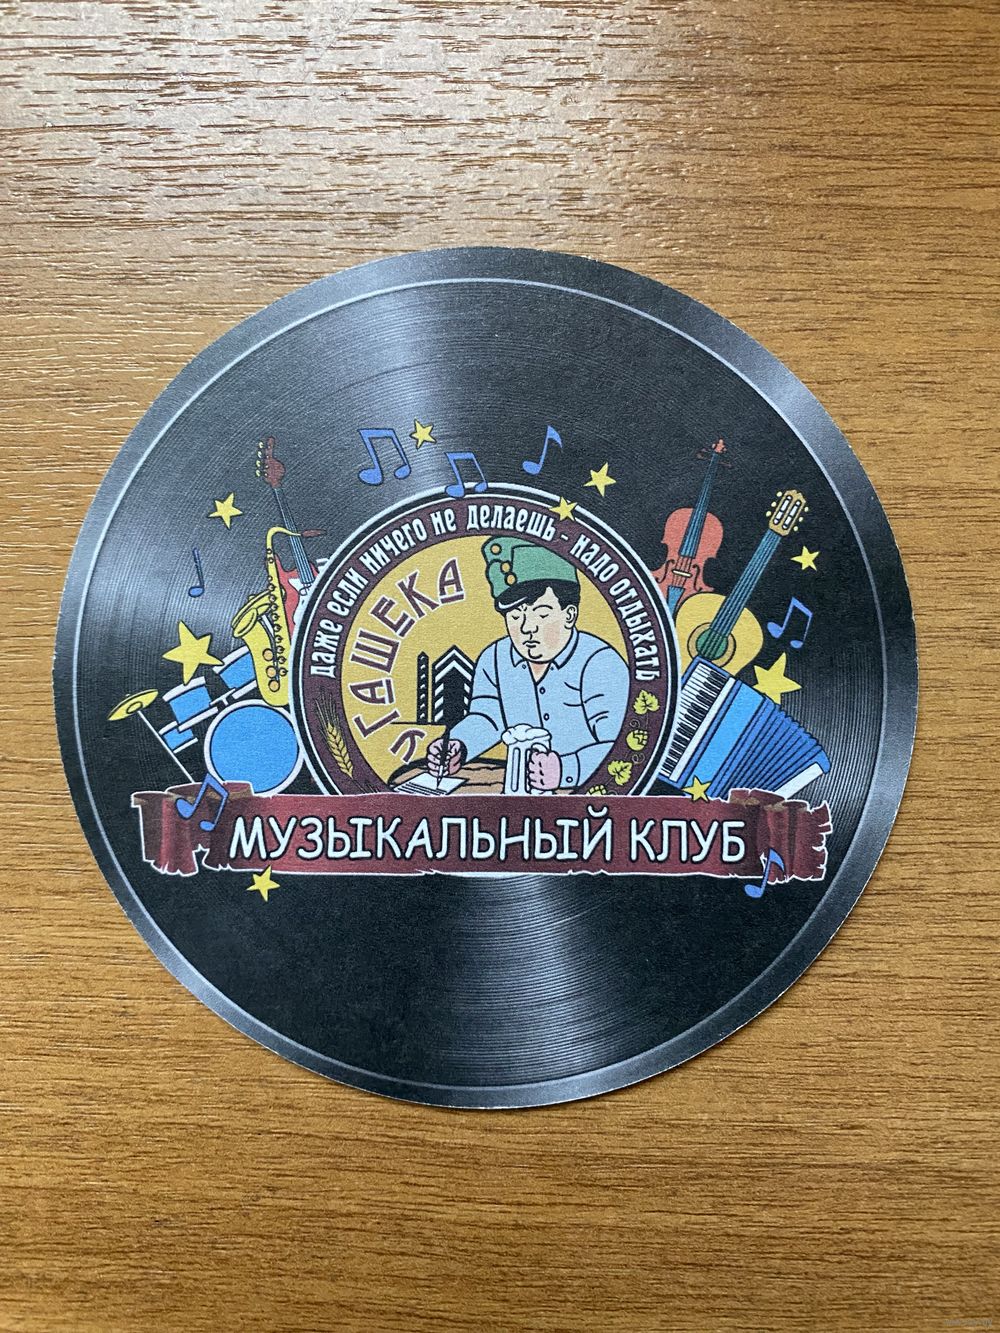 даже если ничего не делаешь - надо отдыхать
У ГАШЕКА
МУЗЫКАЛЬНЫЙ КЛУБ